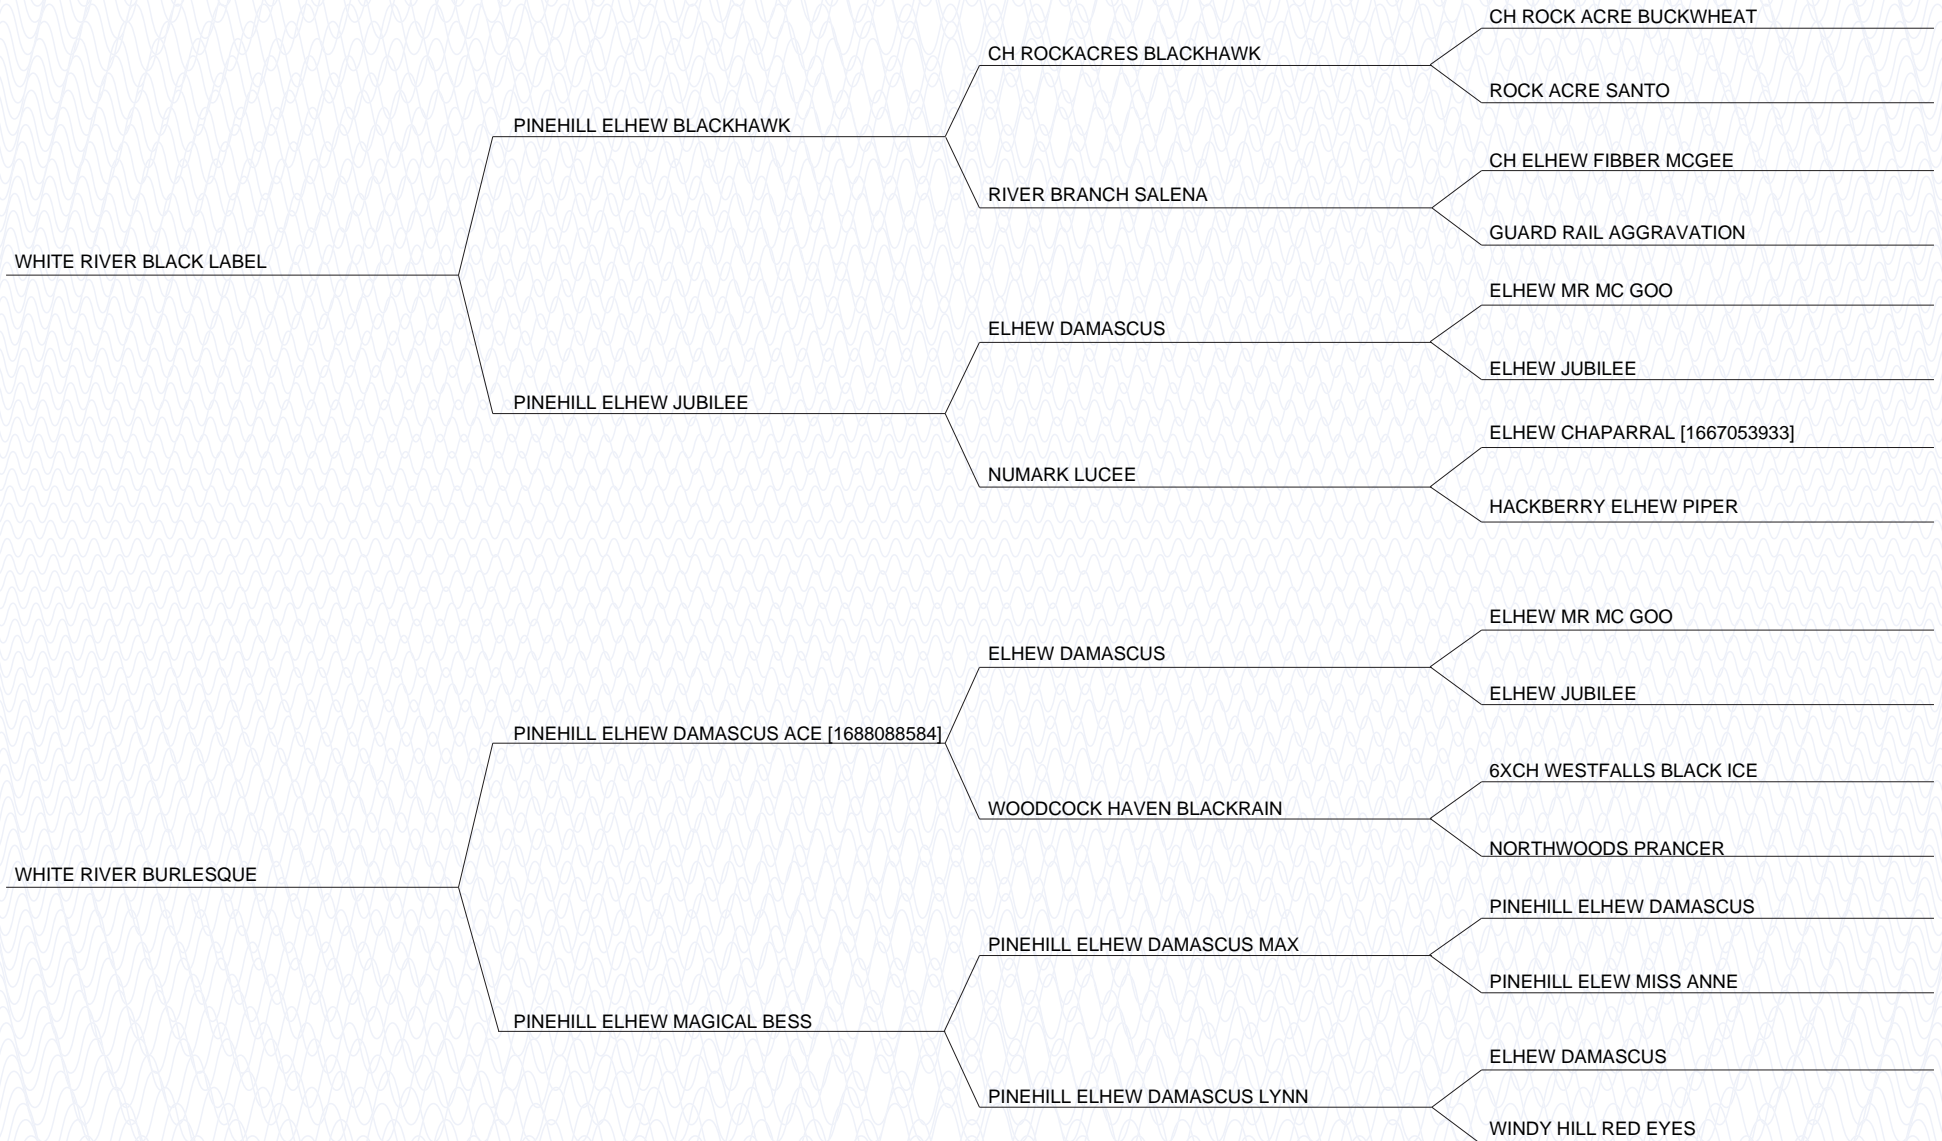 CH ROCK ACRE BUCKWHEAT
CH ROCKACRES BLACKHAWK
ROCK ACRE SANTO
PINEHILL ELHEW BLACKHAWK
CH ELHEW FIBBER MCGEE
RIVER BRANCH SALENA
GUARD RAIL AGGRAVATION
WHITE RIVER BLACK LABEL
ELHEW MR MC GOO
ELHEW DAMASCUS
ELHEW JUBILEE
PINEHILL ELHEW JUBILEE
ELHEW CHAPARRAL [1667053933]
NUMARK LUCEE
HACKBERRY ELHEW PIPER
ELHEW MR MC GOO
ELHEW DAMASCUS
ELHEW JUBILEE
PINEHILL ELHEW DAMASCUS ACE [1688088584]
6XCH WESTFALLS BLACK ICE
WOODCOCK HAVEN BLACKRAIN
NORTHWOODS PRANCER
WHITE RIVER BURLESQUE
PINEHILL ELHEW DAMASCUS
PINEHILL ELHEW DAMASCUS MAX
PINEHILL ELEW MISS ANNE
PINEHILL ELHEW MAGICAL BESS
ELHEW DAMASCUS
PINEHILL ELHEW DAMASCUS LYNN
WINDY HILL RED EYES